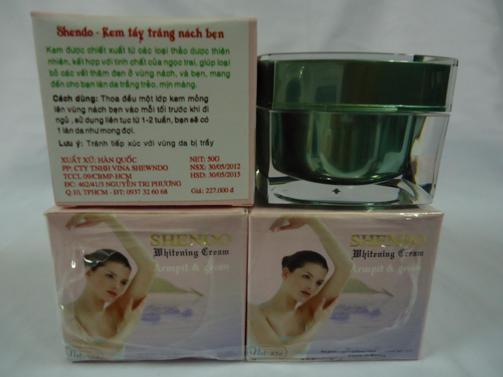 Shendo - Kem tẩy trắng nách bẹn
Kem được chiết xuất từ các loại thảo dược thiên
nhiên, kết hợp với tinh chất của ngọc trai, giúp loại
bỏ các vết thâm đen ở vùng nách, và bẹn, mang
đến cho bạn làn da trắng trẻo, mịn màng.
Cách dùng: Thoa đều một lớp kem mỏng
lên vùng nách bẹn vào mỗi tối trước khi đi
ngủ, sử dụng liên tục từ 1-2 tuần, bạn sẽ có
1 làn da như mong đợi.
Lưu ý: Tránh tiếp xúc với vùng da bị trầy
XUẤT XỨ: HÀN QUỐC
PP: CTY TNHH VINA SHEWNDO
TCCL 09/CBMP-HCM
ĐC: 462/41/3 NGUYỄN TRI PHƯƠNG
Q.10, TPHCM - ĐT: 0937 32 60 68
NET: 50G
NSX: 30/05/2012
HSD: 30/05/2015
Giá: 227.000 đ
SHENDO
Whitening Cream
Armpit & groin
SHENDO
Whitening Cream
Armpit & groin